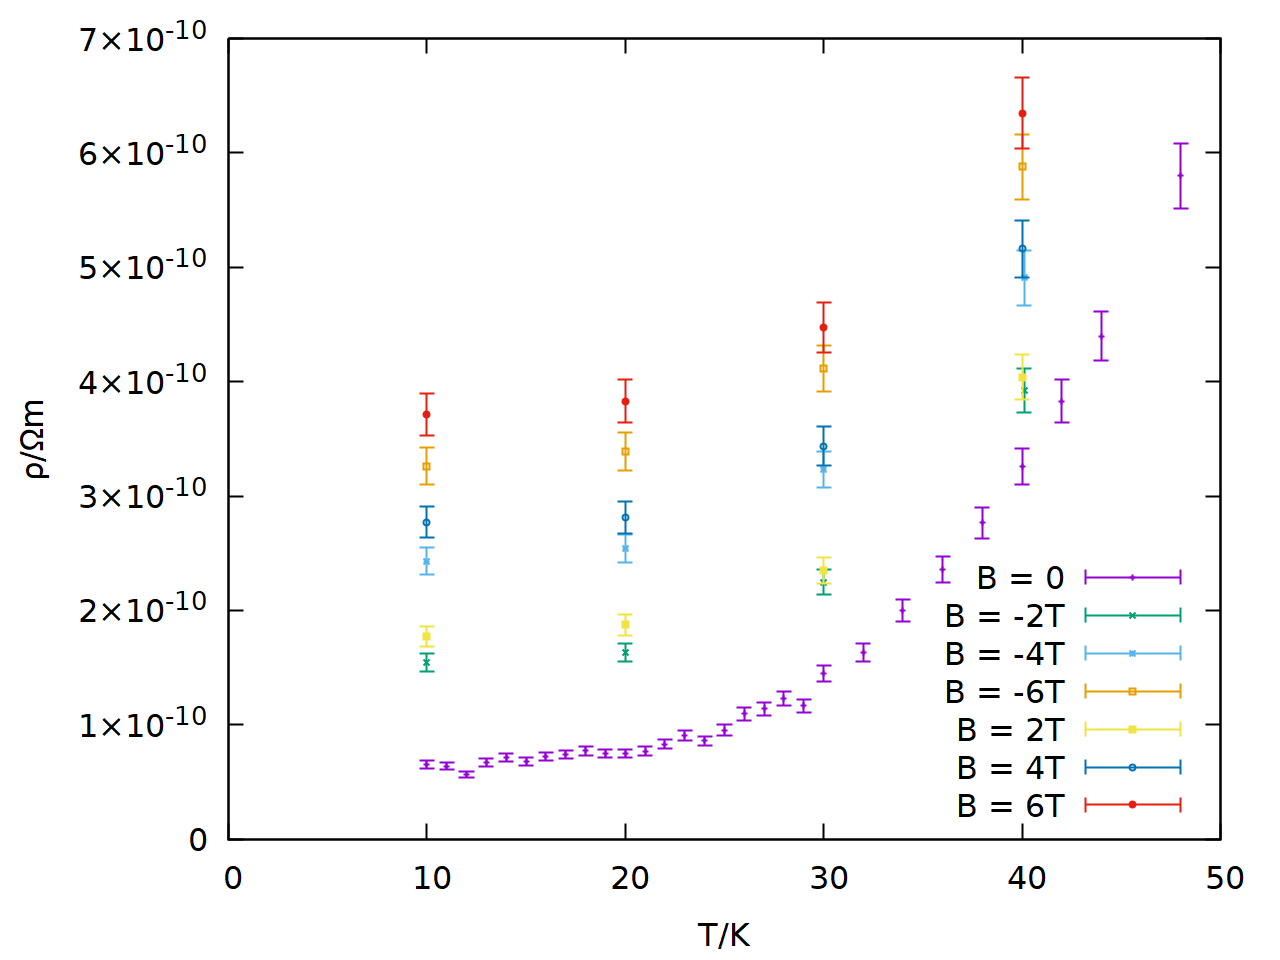 7×10⁻¹⁰
6×10⁻¹⁰
5×10⁻¹⁰
4×10⁻¹⁰
3×10⁻¹⁰
2×10⁻¹⁰
1×10⁻¹⁰
0
ρ/Ωm
B = 0
B = -2T
B = -4T
B = -6T
B = 2T
B = 4T
B = 6T
0 10 20 30 40 50
T/K